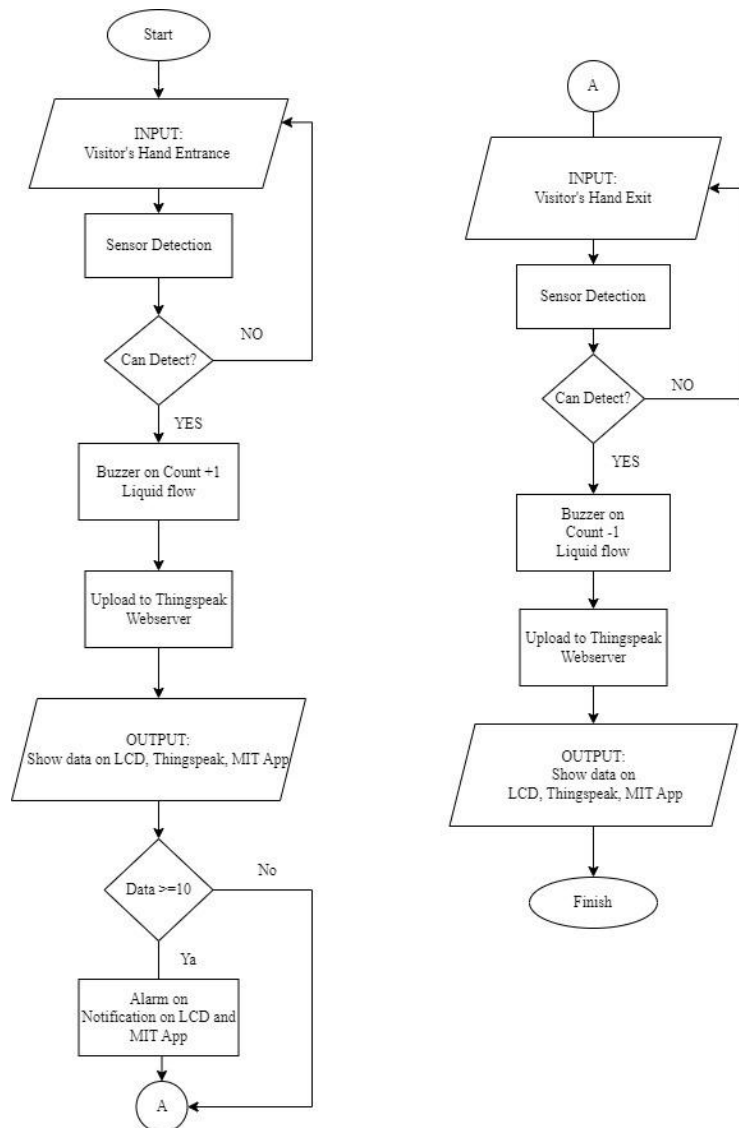 Start
INPUT:
Visitor's Hand Entrance
Sensor Detection
Can Detect?
NO
YES
Buzzer on Count +1
Liquid flow
Upload to Thingspeak
Webserver
OUTPUT:
Show data on LCD, Thingspeak, MIT App
Data >=10
No
Ya
Alarm on
Notification on LCD and
MIT App
A
A
INPUT:
Visitor's Hand Exit
Sensor Detection
Can Detect?
NO
YES
Buzzer on
Count -1
Liquid flow
Upload to Thingspeak
Webserver
OUTPUT:
Show data on
LCD, Thingspeak, MIT App
Finish